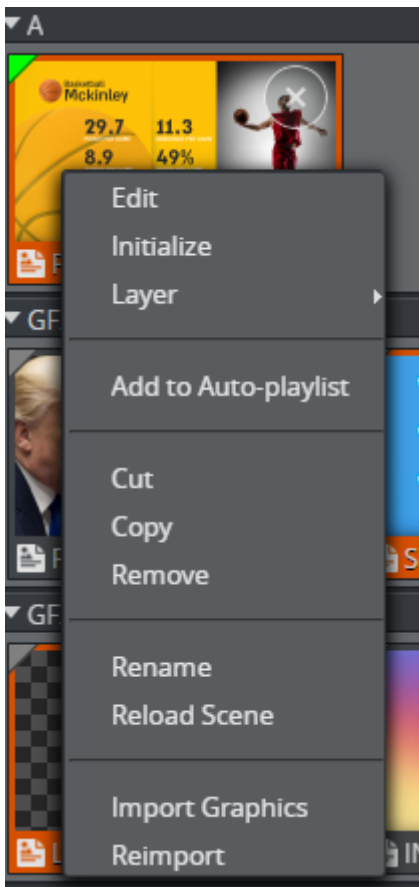 A
Basketball
Mckinley
29.7 11.3
8.9 49%
Edit
Initialize
Layer
GF
Add to Auto-playlist
Cut
Copy
Remove
S
GF
Rename
Reload Scene
Import Graphics
Reimport
L
IN